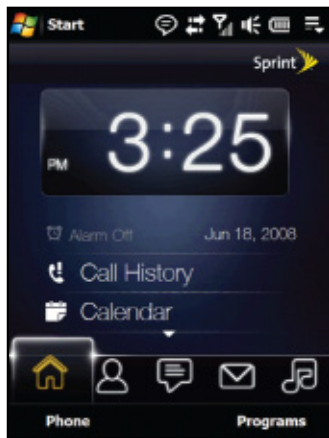 Start
Sprint
PM 3:25
Alarm Off Jun 18, 2008
Call History
Calendar
Phone Programs